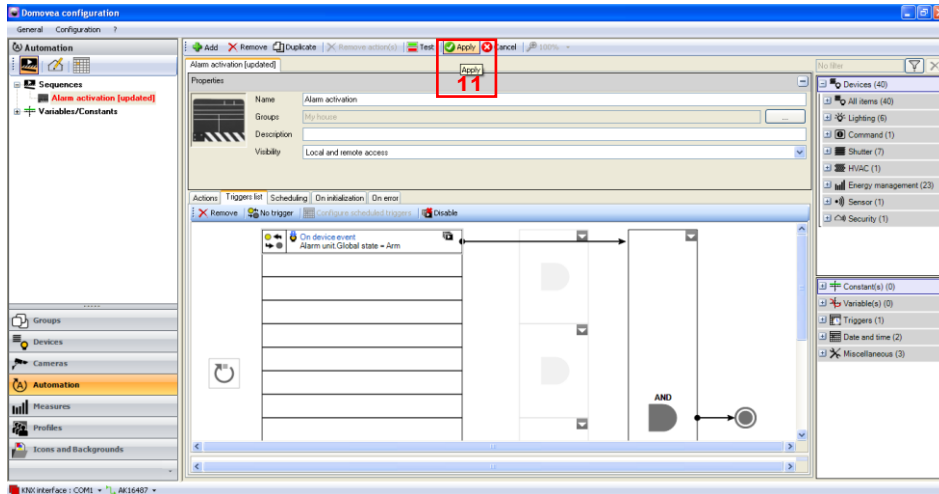 Domovea configuration
General Configuration ?
Automation
Sequences
Alarm activation [updated]
Variables/Constants
Groups
Devices
Cameras
Automation
Measures
Profiles
Icons and Backgrounds
Add Remove Duplicate Remove action(s) Test Apply Cancel 100%
Apply
11
Alarm activation [updated]
Properties
Name Alarm activation
Groups My house ...
Description
Visibility Local and remote access
Actions Triggers list Scheduling On initialization On error
Remove No trigger Configure scheduled triggers Disable
On device event
Alarm unit.Global state = Arm
AND
No filter
Devices (40)
All items (40)
Lighting (6)
Command (1)
Shutter (7)
HVAC (1)
Energy management (23)
Sensor (1)
Security (1)
Constant(s) (0)
Variable(s) (0)
Triggers (1)
Date and time (2)
Miscellaneous (3)
KNX interface : COM1 AK16487